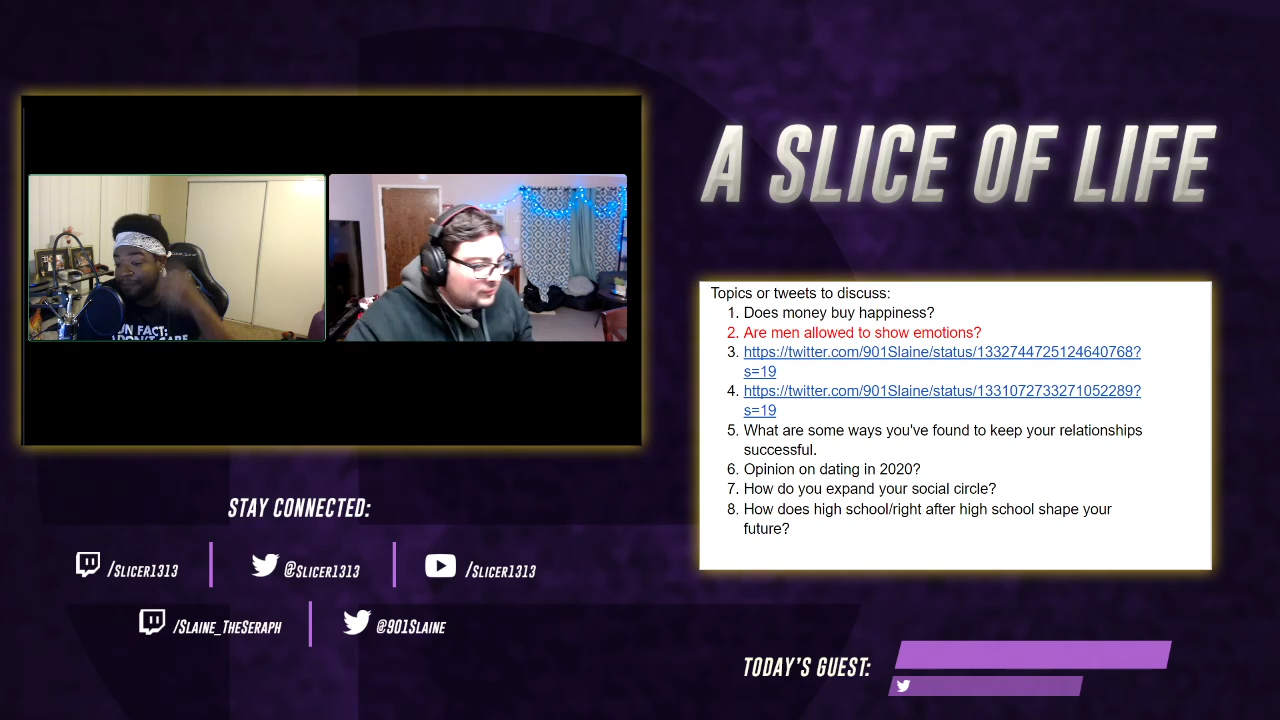 A SLICE OF LIFE
UN FACT:
I DON'T CARE
Topics or tweets to discuss:
1. Does money buy happiness?
2. Are men allowed to show emotions?
3. https://twitter.com/901Slaine/status/1332744725124640768?
s=19
4. https://twitter.com/901Slaine/status/1331072733271052289?
s=19
5. What are some ways you've found to keep your relationships
successful.
6. Opinion on dating in 2020?
7. How do you expand your social circle?
8. How does high school/right after high school shape your
future?
STAY CONNECTED:
/SLICER1313
@SLICER1313
/SLICER1313
/SLAINE_THESERAPH
@901SLAINE
TODAY'S GUEST: